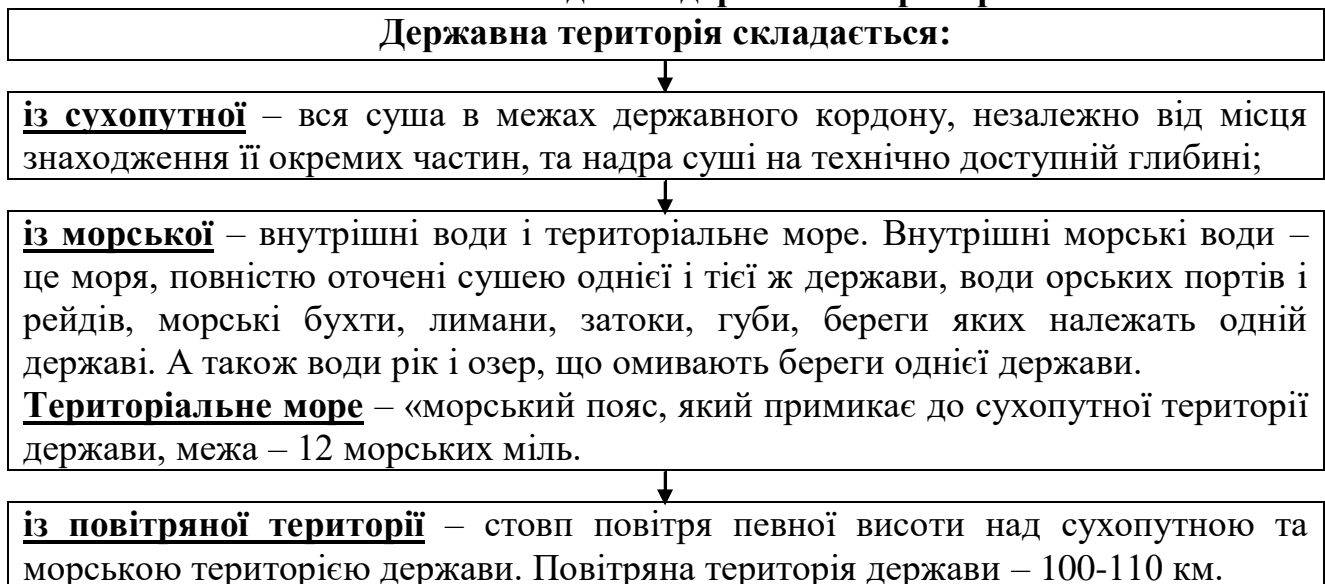 Державна територія складається:
із сухопутної – вся суша в межах державного кордону, незалежно від місця
знаходження її окремих частин, та надра суші на технічно доступній глибині;
із морської – внутрішні води і територіальне море. Внутрішні морські води –
це моря, повністю оточені сушею однієї і тієї ж держави, води орських портів і
рейдів, морські бухти, лимани, затоки, губи, береги яких належать одній
державі. А також води рік і озер, що омивають береги однієї держави.
Територіальне море – «морський пояс, який примикає до сухопутної території
держави, межа – 12 морських міль.
із повітряної території – стовп повітря певної висоти над сухопутною та
морською територією держави. Повітряна територія держави – 100-110 км.